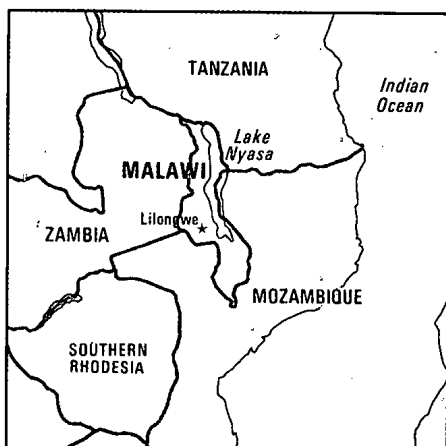 TANZANIA
Indian
Ocean
Lake
Nyasa
MALAWI
Lilongwe
ZAMBIA
MOZAMBIQUE
SOUTHERN
RHODESIA